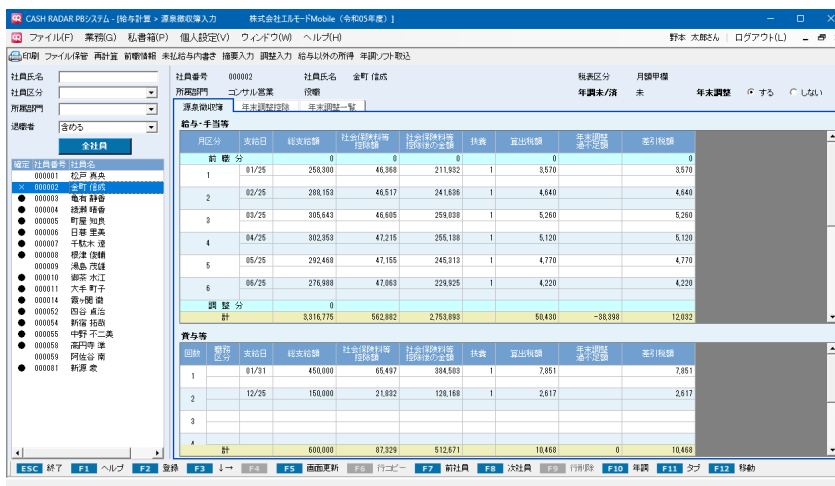 CASH RADAR PBシステム - [給与計算 > 源泉徴収簿入力 株式会社エルモードMobile （令和05年度）]
ファイル(F) 業務(G) 私書箱(P) 個人設定(V) ウィンドウ(W) ヘルプ(H) 野本 太郎さん ログアウト(L)
印刷 ファイル保管 再計算 前職情報 未払給与内書き 摘要入力 調整入力 給与以外の所得 年調ソフト取込
社員氏名
社員区分
所属部門
退職者 含める
全社員
確定 社員番号 社員名
000001 松戸 真央
× 000002 金町 信成
● 000003 亀有 静香
● 000004 綾瀬 晴香
● 000005 町屋 知良
● 000006 日暮 里美
● 000007 千駄木 遼
● 000008 根津 俊輔
000009 湯島 茂雄
● 000010 御茶 水江
● 000011 大手 町子
● 000014 霞ヶ関 徹
● 000052 四谷 貞治
● 000054 新宿 拓哉
● 000055 中野 不二美
● 000058 高円寺 準
000059 阿佐谷 南
● 000081 新源 衆
社員番号 000002 社員氏名 金町 信成 税表区分 月額甲欄
所属部門 コンサル営業 役職 年調未/済 未 年末調整 する しない
源泉徴収簿 年末調整控除 年末調整一覧
給与・手当等
月区分 支給日 総支給額 社会保険料等控除額 社会保険料等控除後の金額 扶養 算出税額 年末調整過不足額 差引税額
前 職 分 0 0 0 0 0
1 01/25 258,300 46,368 211,932 1 3,570 3,570
2 02/25 288,153 46,517 241,636 1 4,640 4,640
3 03/25 305,643 46,605 259,038 1 5,260 5,260
4 04/25 302,353 47,215 255,138 1 5,120 5,120
5 05/25 292,468 47,155 245,313 1 4,770 4,770
6 06/25 276,988 47,063 229,925 1 4,220 4,220
調 整 分 0
計 3,316,775 562,882 2,753,893 50,430 -38,398 12,032
賞与等
回数 職務区分 支給日 総支給額 社会保険料等控除額 社会保険料等控除後の金額 扶養 算出税額 年末調整過不足額 差引税額
1 01/31 450,000 65,497 384,503 1 7,851 7,851
2 12/25 150,000 21,832 128,168 1 2,617 2,617
3
4
計 600,000 87,329 512,671 10,468 0 10,468
ESC 終了 F1 ヘルプ F2 登録 F3 ↓→ F4 F5 画面更新 F6 行コピー F7 前社員 F8 次社員 F9 行削除 F10 年調 F11 タブ F12 移動